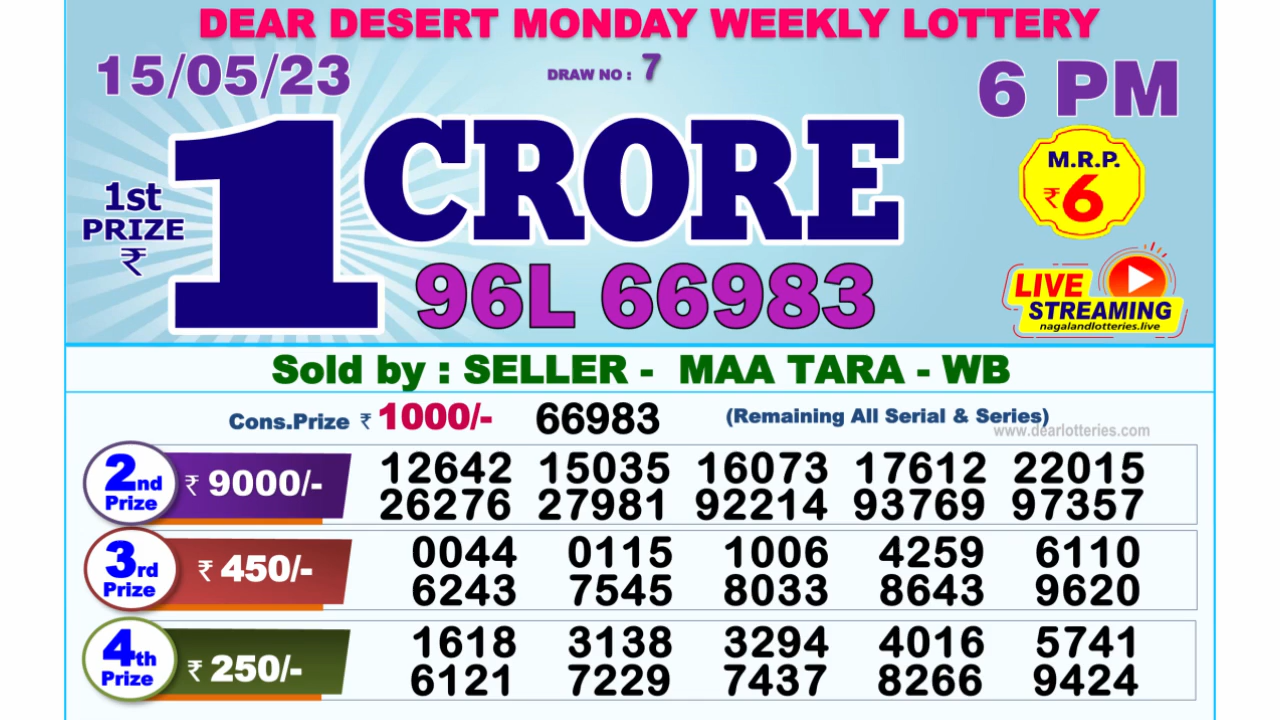 DEAR DESERT MONDAY WEEKLY LOTTERY
15/05/23
DRAW NO : 7
6 PM
1st
PRIZE
₹
1 CRORE
M.R.P.
₹6
96L 66983
LIVE
STREAMING
nagalandlotteries.live
Sold by : SELLER - MAA TARA - WB
Cons.Prize ₹ 1000/- 66983 (Remaining All Serial & Series)
www.dearlotteries.com
2nd Prize ₹ 9000/-
12642 15035 16073 17612 22015
26276 27981 92214 93769 97357
3rd Prize ₹ 450/-
0044 0115 1006 4259 6110
6243 7545 8033 8643 9620
4th Prize ₹ 250/-
1618 3138 3294 4016 5741
6121 7229 7437 8266 9424